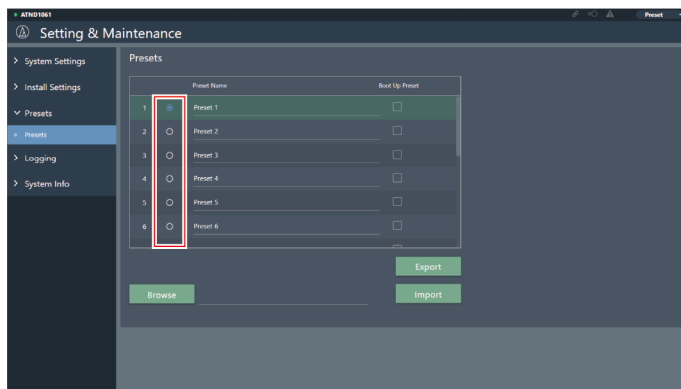 ATND1061
Preset
Setting & Maintenance
System Settings
Install Settings
Presets
Presets
Logging
System Info
Presets
Preset Name Boot Up Preset
1 Preset 1
2 Preset 2
3 Preset 3
4 Preset 4
5 Preset 5
6 Preset 6
Export
Browse
Import